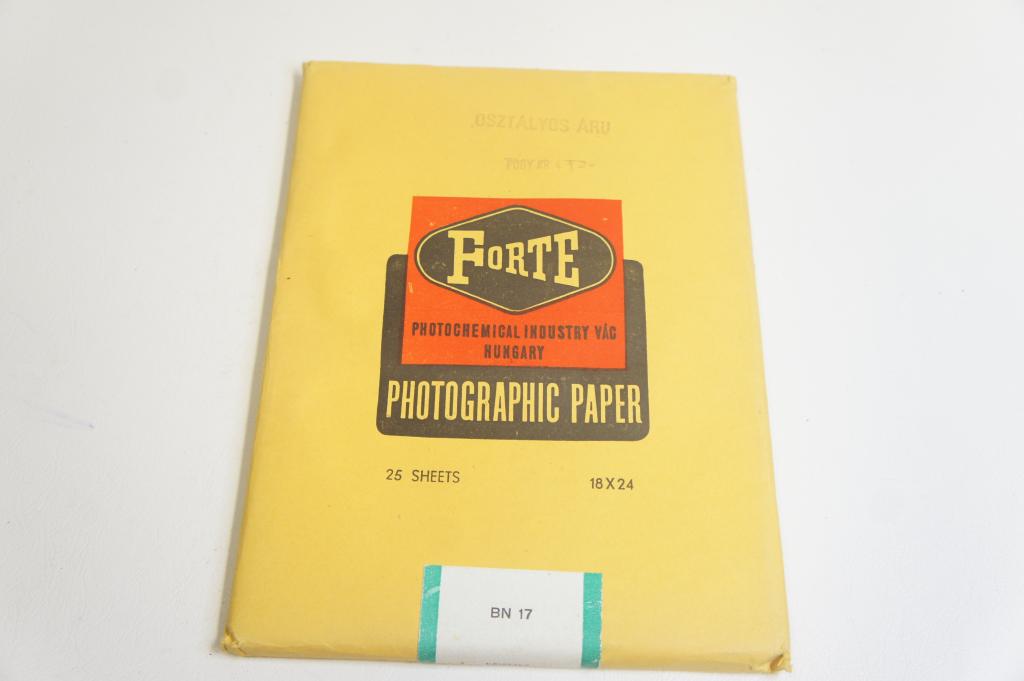 OSZTÁLYOS ÁRU
FORTE
PHOTOCHEMICAL INDUSTRY VÁC
HUNGARY
PHOTOGRAPHIC PAPER
25 SHEETS 18X24
BN 17